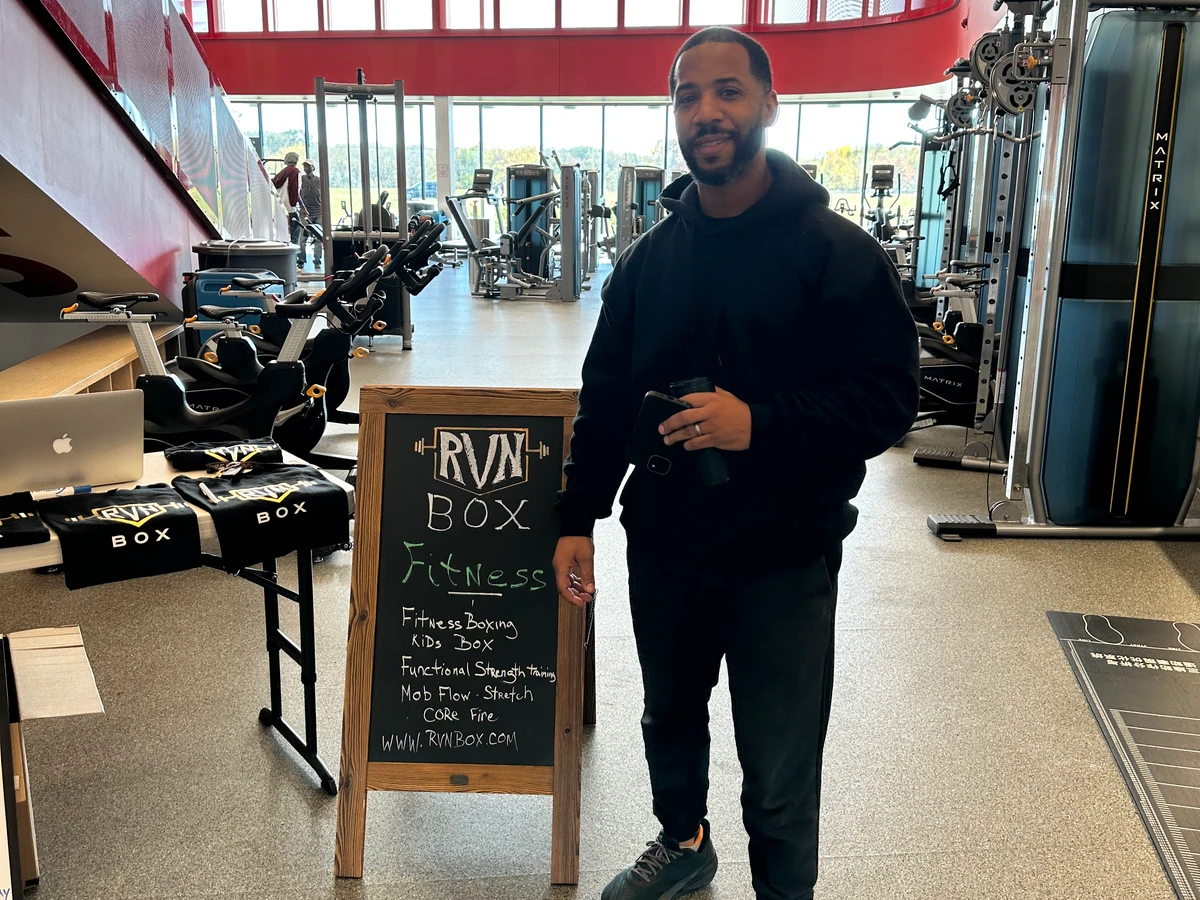 RVN
BOX
Fitness
Fitness Boxing
Kids Box
Functional Strength training
Mob Flow - Stretch
CORe Fire
WWW.RVNBOX.COM
BOX
RVN
BOX
MATRIX
MATRIX